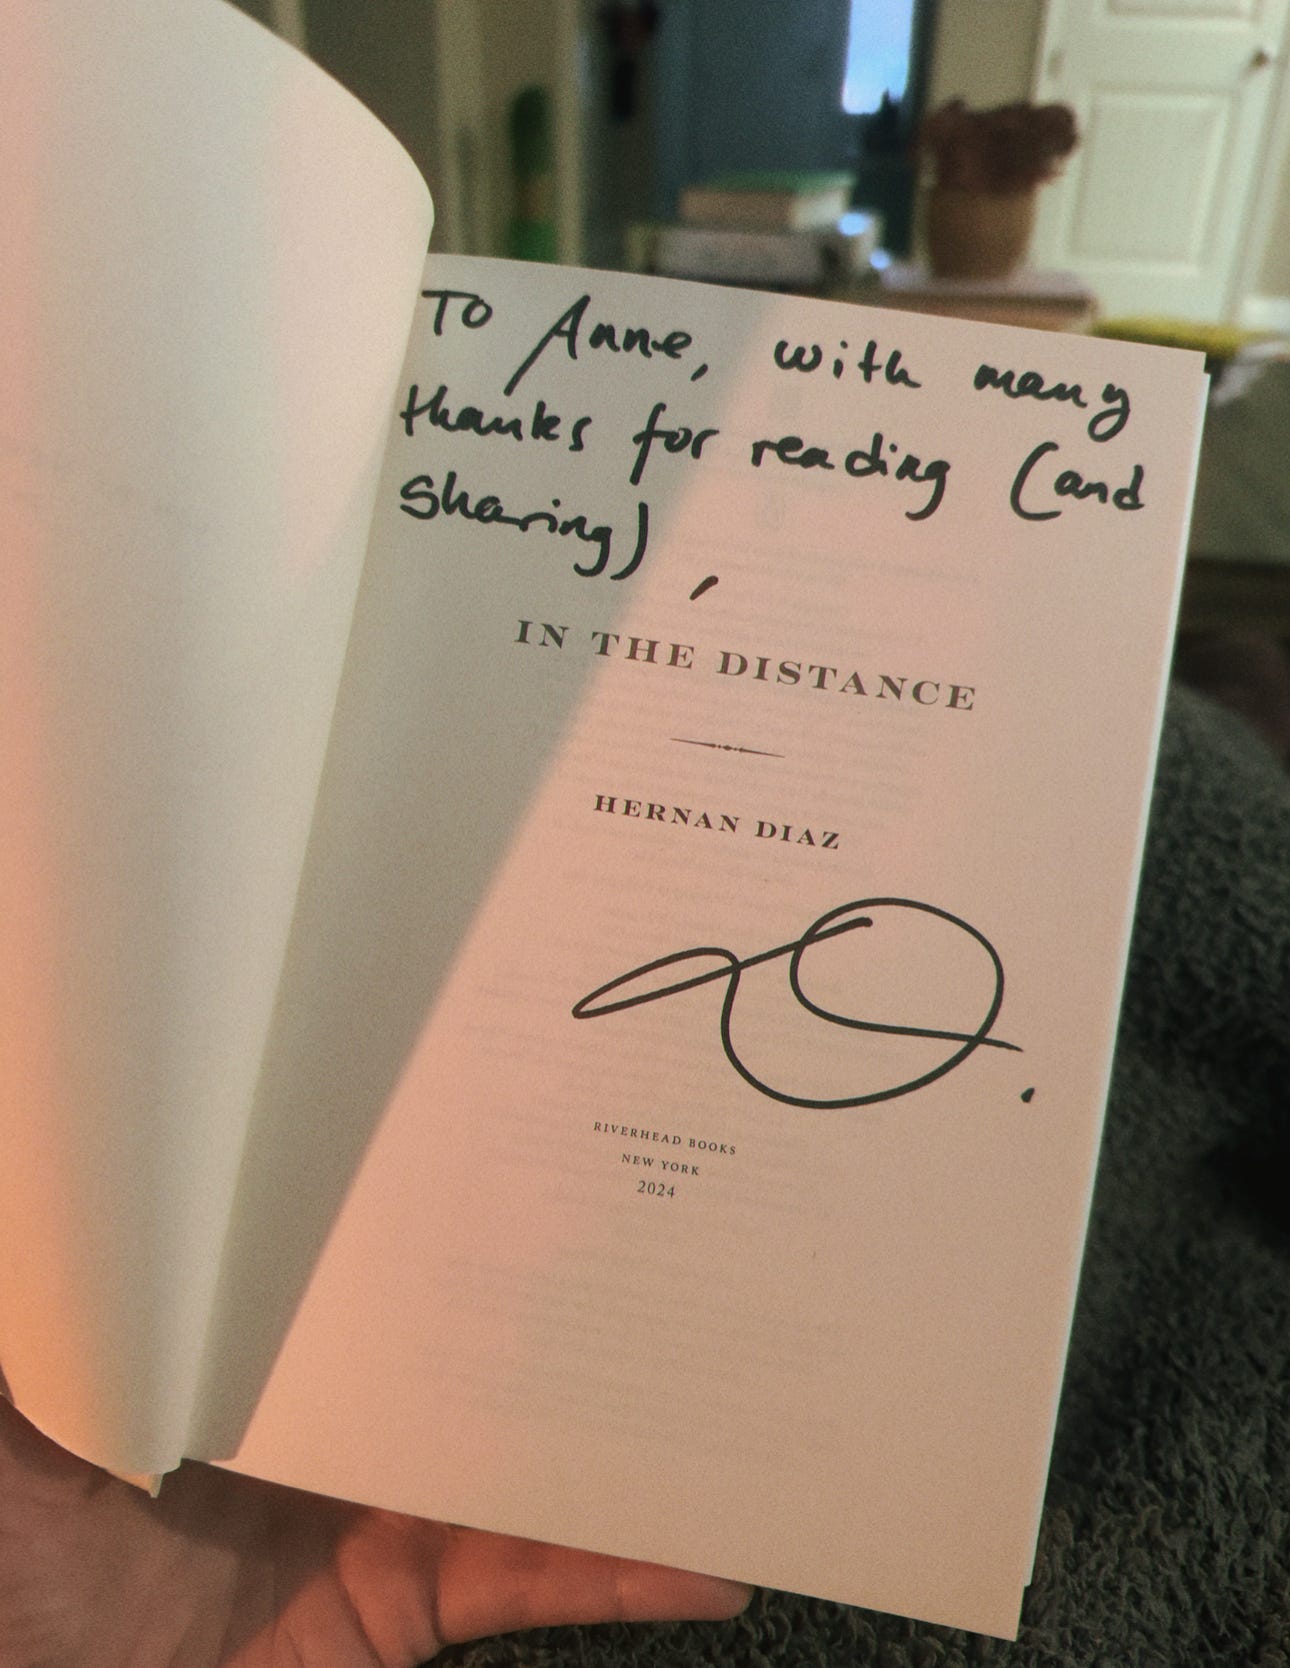 To Anne, with many
thanks for reading (and
sharing),
IN THE DISTANCE
HERNAN DIAZ
RIVERHEAD BOOKS
NEW YORK
2024